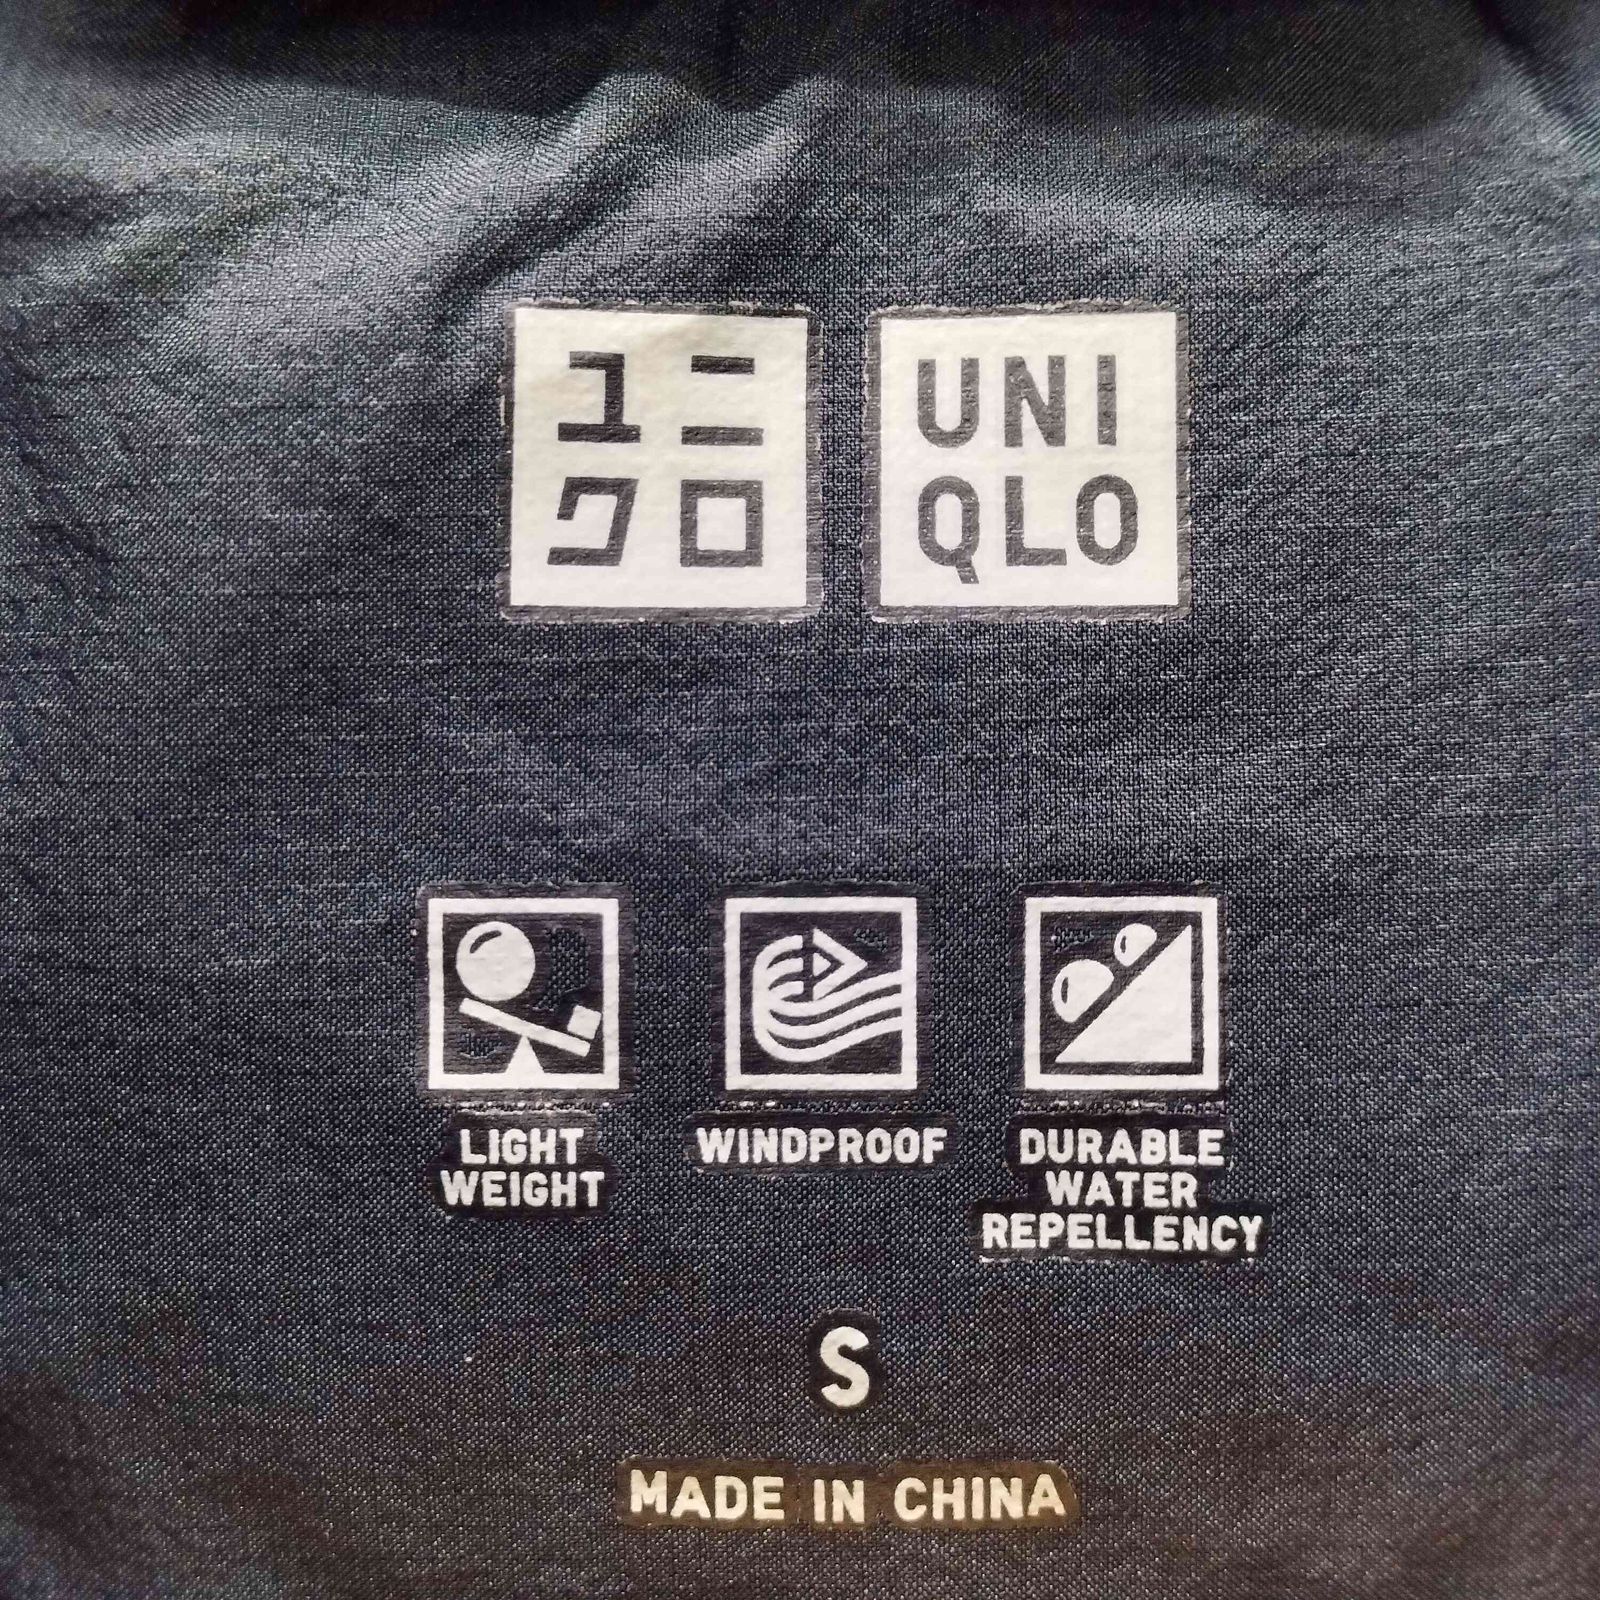 ユニ
クロ
UNI
QLO
LIGHT
WEIGHT
WINDPROOF
DURABLE
WATER
REPELLENCY
S
MADE IN CHINA